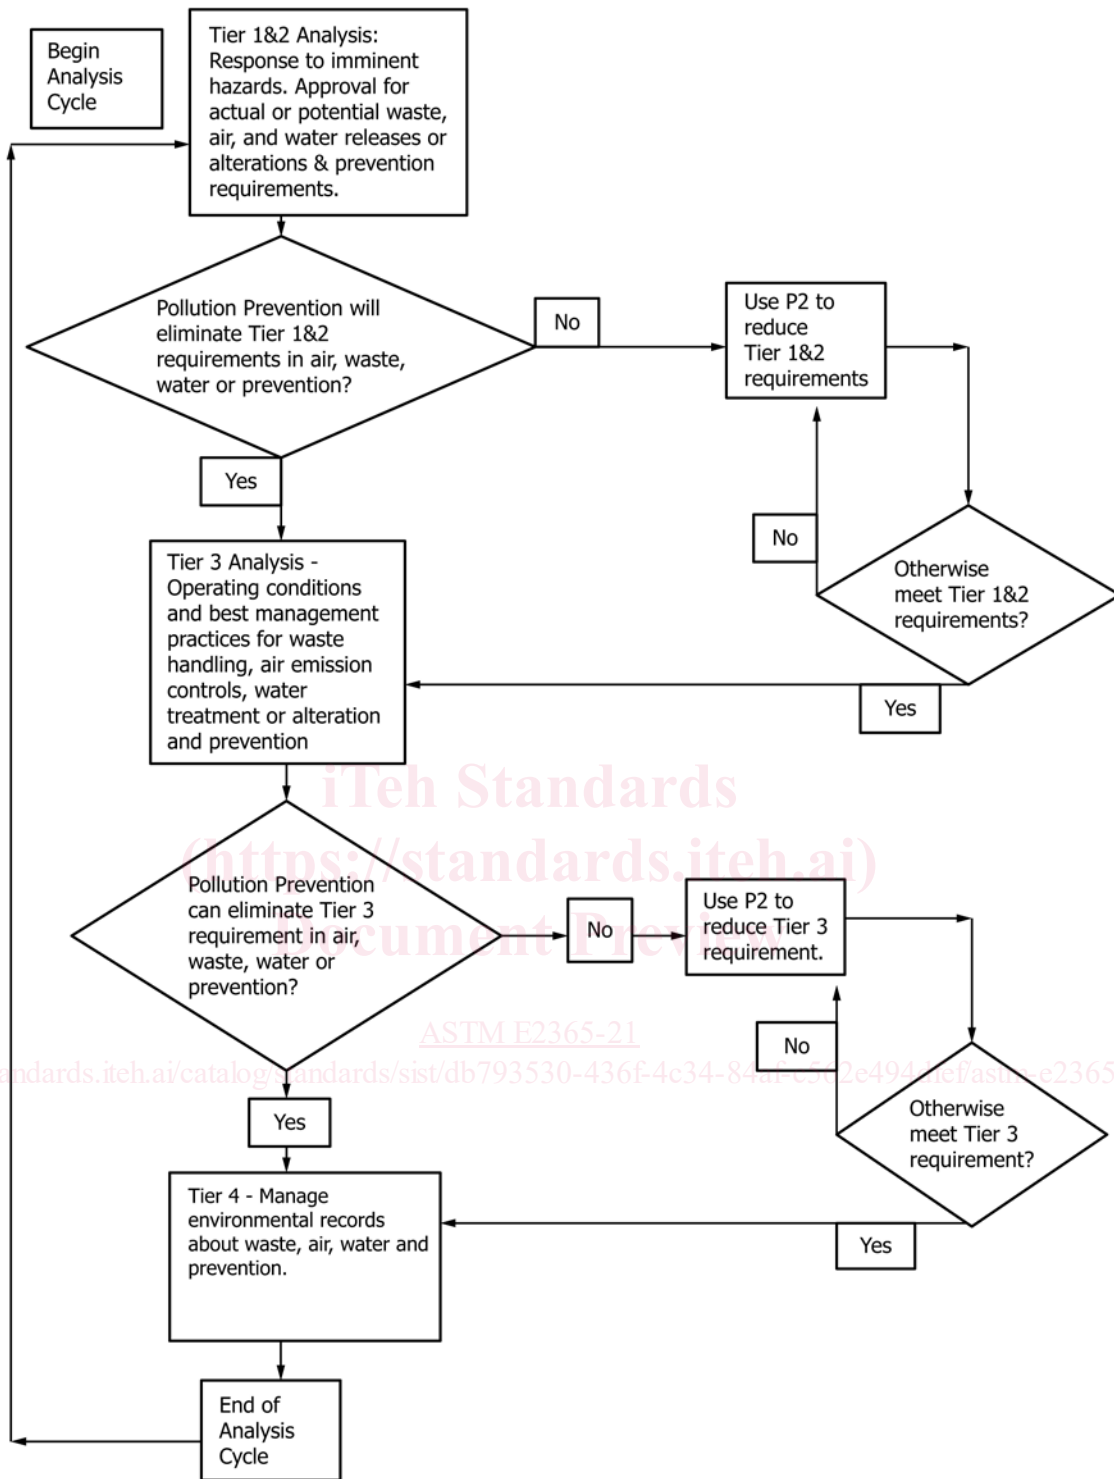 Begin
Analysis
Cycle
Tier 1&2 Analysis:
Response to imminent
hazards. Approval for
actual or potential waste,
air, and water releases or
alterations & prevention
requirements.
Pollution Prevention will
eliminate Tier 1&2
requirements in air, waste,
water or prevention?
No
Use P2 to
reduce
Tier 1&2
requirements
Yes
No
Otherwise
meet Tier 1&2
requirements?
Yes
Tier 3 Analysis -
Operating conditions
and best management
practices for waste
handling, air emission
controls, water
treatment or alteration
and prevention
iTeh Standards
(https://standards.iteh.ai)
Document Preview
Pollution Prevention
can eliminate Tier 3
requirement in air,
waste, water or
prevention?
No
Use P2 to
reduce Tier 3
requirement.
No
ASTM E2365-21
Otherwise
meet Tier 3
requirement?
Yes
Yes
Tier 4 - Manage
environmental records
about waste, air, water and
prevention.
End of
Analysis
Cycle